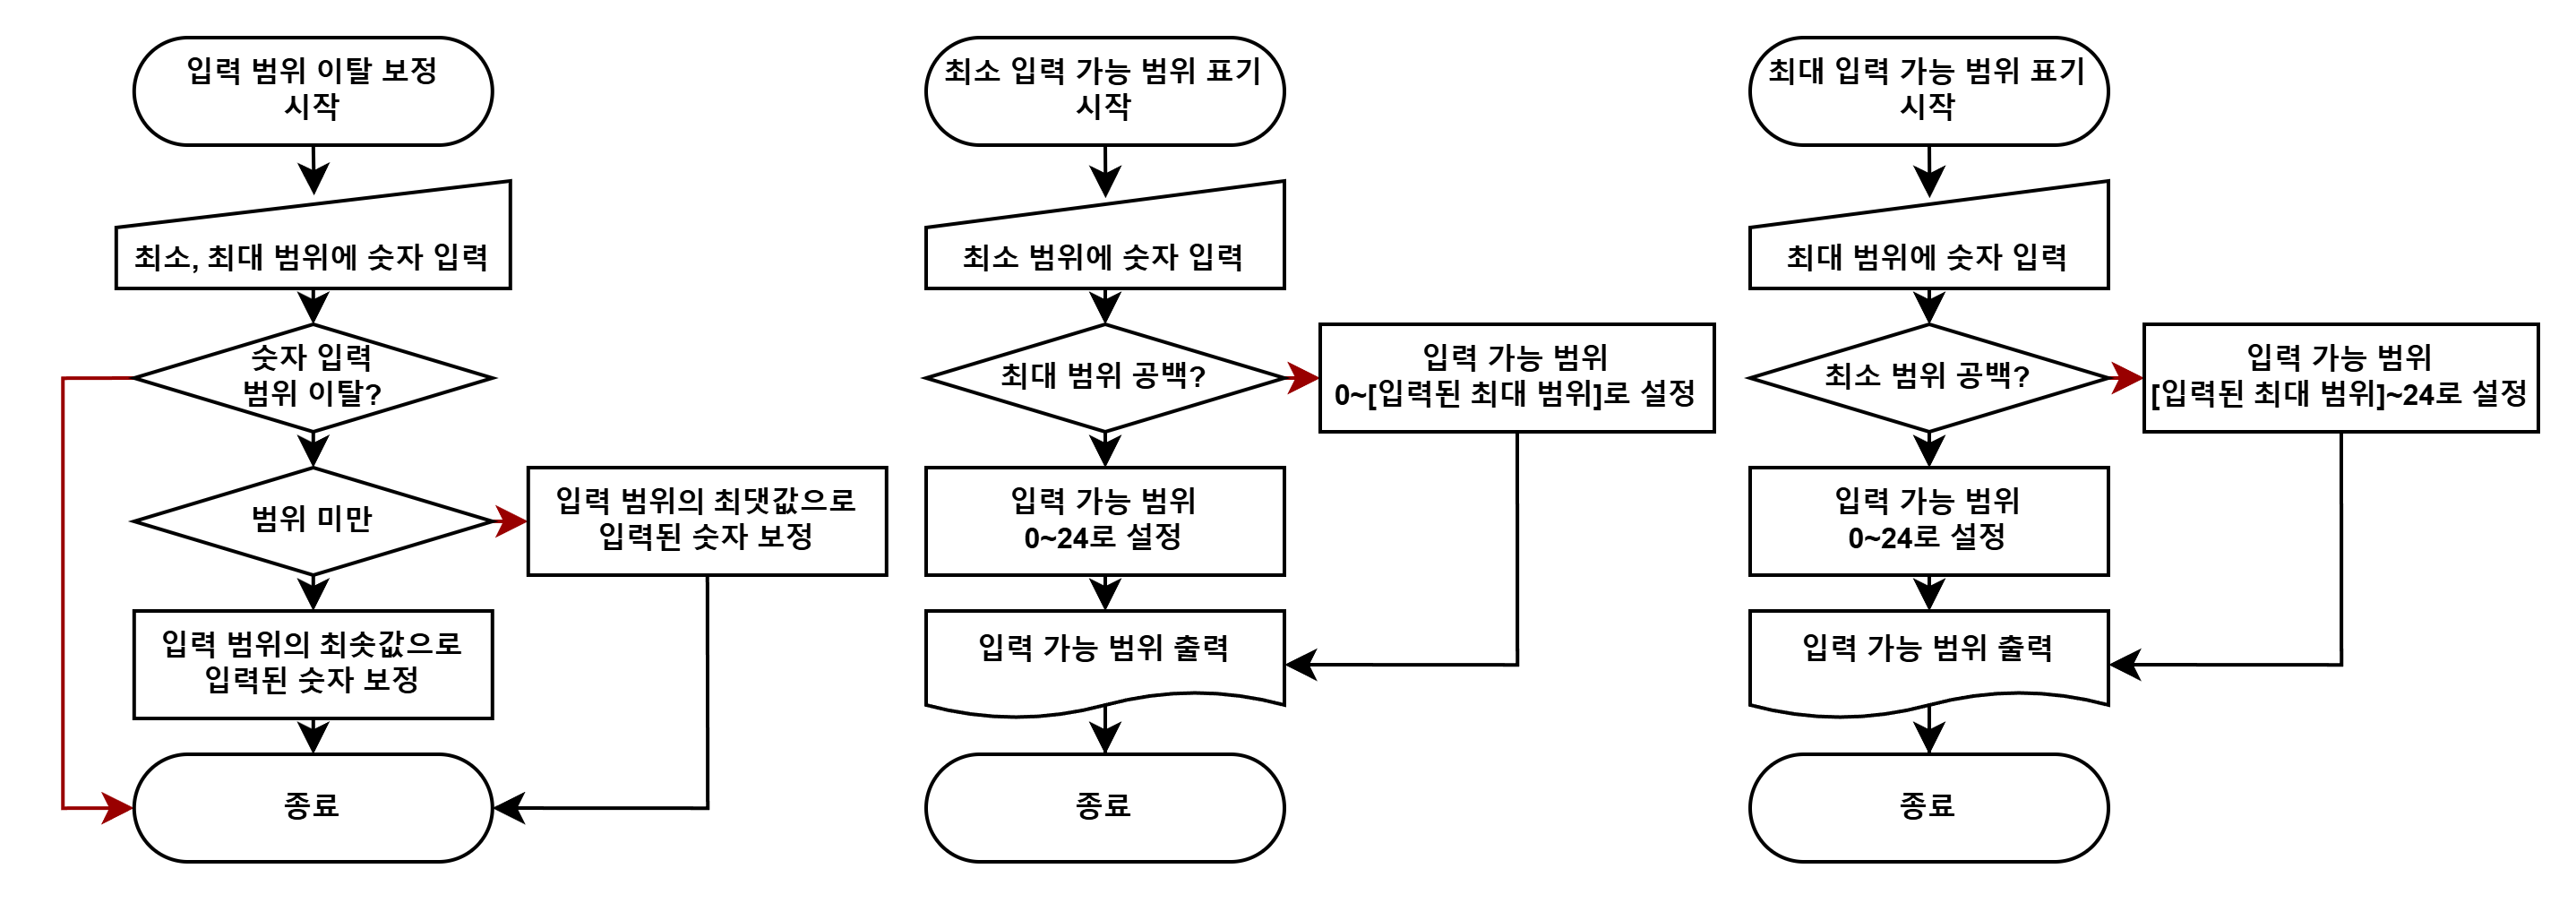 입력 범위 이탈 보정
시작
최소, 최대 범위에 숫자 입력
숫자 입력
범위 이탈?
범위 미만
입력 범위의 최댓값으로
입력된 숫자 보정
입력 범위의 최솟값으로
입력된 숫자 보정
종료
최소 입력 가능 범위 표기
시작
최소 범위에 숫자 입력
최대 범위 공백?
입력 가능 범위
0~[입력된 최대 범위]로 설정
입력 가능 범위
0~24로 설정
입력 가능 범위 출력
종료
최대 입력 가능 범위 표기
시작
최대 범위에 숫자 입력
최소 범위 공백?
입력 가능 범위
[입력된 최대 범위]~24로 설정
입력 가능 범위
0~24로 설정
입력 가능 범위 출력
종료